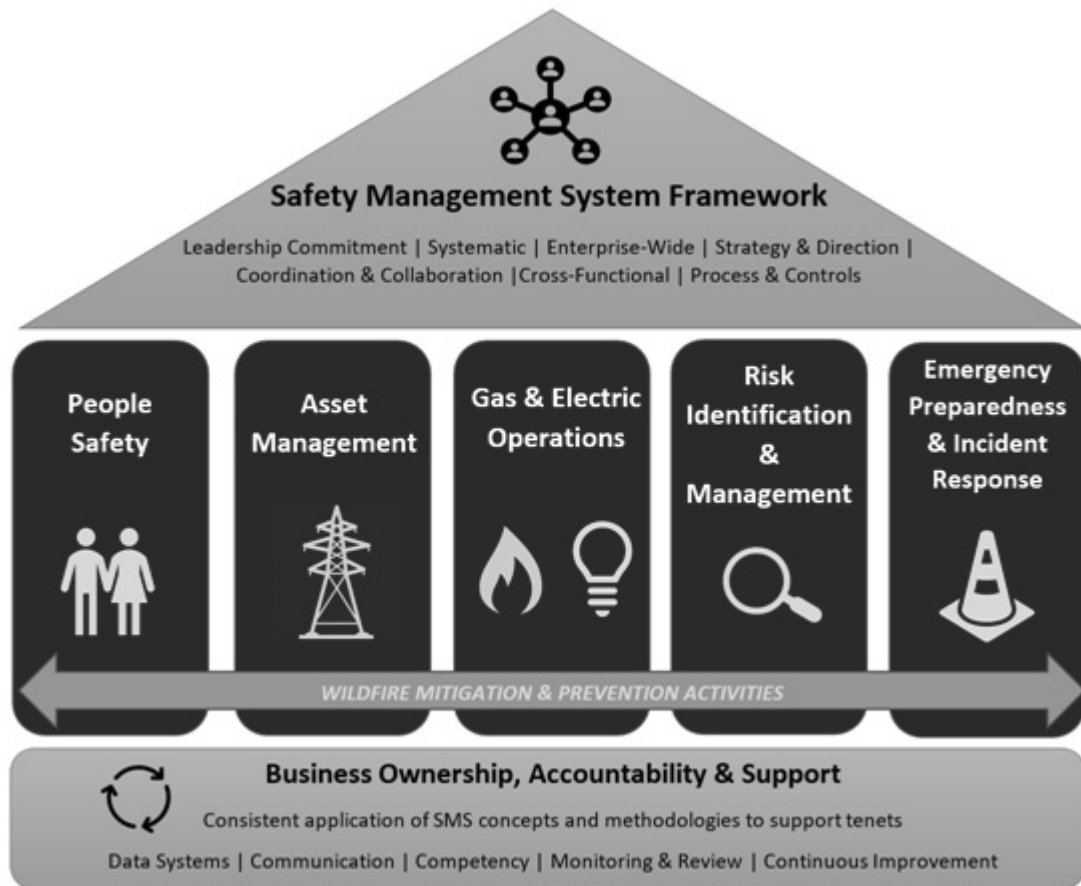 Safety Management System Framework
Leadership Commitment | Systematic | Enterprise-Wide | Strategy & Direction |
Coordination & Collaboration |Cross-Functional | Process & Controls
People
Safety
Asset
Management
Gas & Electric
Operations
Risk
Identification
&
Management
Emergency
Preparedness
& Incident
Response
WILDFIRE MITIGATION & PREVENTION ACTIVITIES
Business Ownership, Accountability & Support
Consistent application of SMS concepts and methodologies to support tenets
Data Systems | Communication | Competency | Monitoring & Review | Continuous Improvement